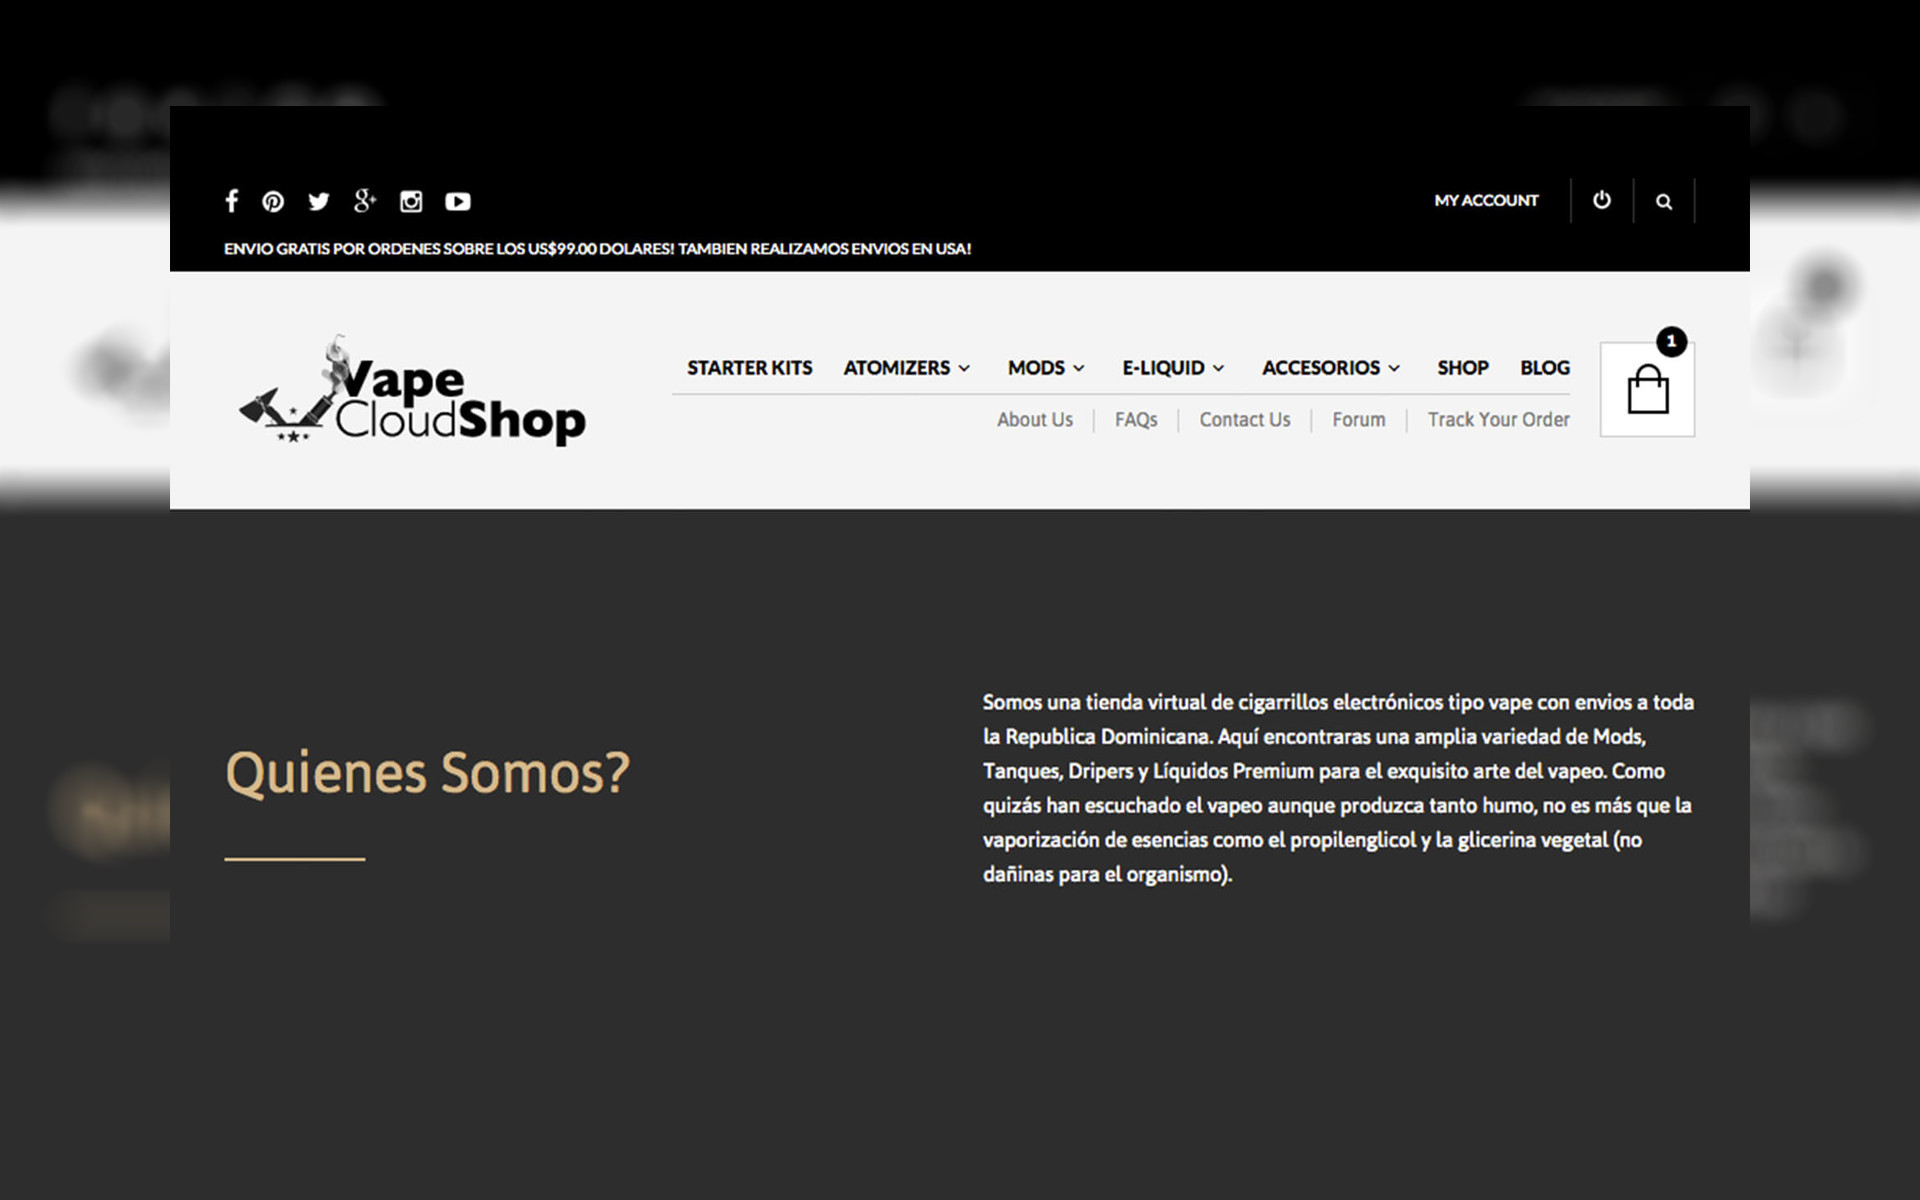 MY ACCOUNT
ENVIO GRATIS POR ORDENES SOBRE LOS US$99.00 DOLARES! TAMBIEN REALIZAMOS ENVIOS EN USA!
Vape
CloudShop
STARTER KITS ATOMIZERS MODS E-LIQUID ACCESORIOS SHOP BLOG
1
About Us FAQs Contact Us Forum Track Your Order
Quienes Somos?
Somos una tienda virtual de cigarrillos electrónicos tipo vape con envios a toda
la Republica Dominicana. Aquí encontraras una amplia variedad de Mods,
Tanques, Dripers y Líquidos Premium para el exquisito arte del vapeo. Como
quizás han escuchado el vapeo aunque produzca tanto humo, no es más que la
vaporización de esencias como el propilenglicol y la glicerina vegetal (no
dañinas para el organismo).